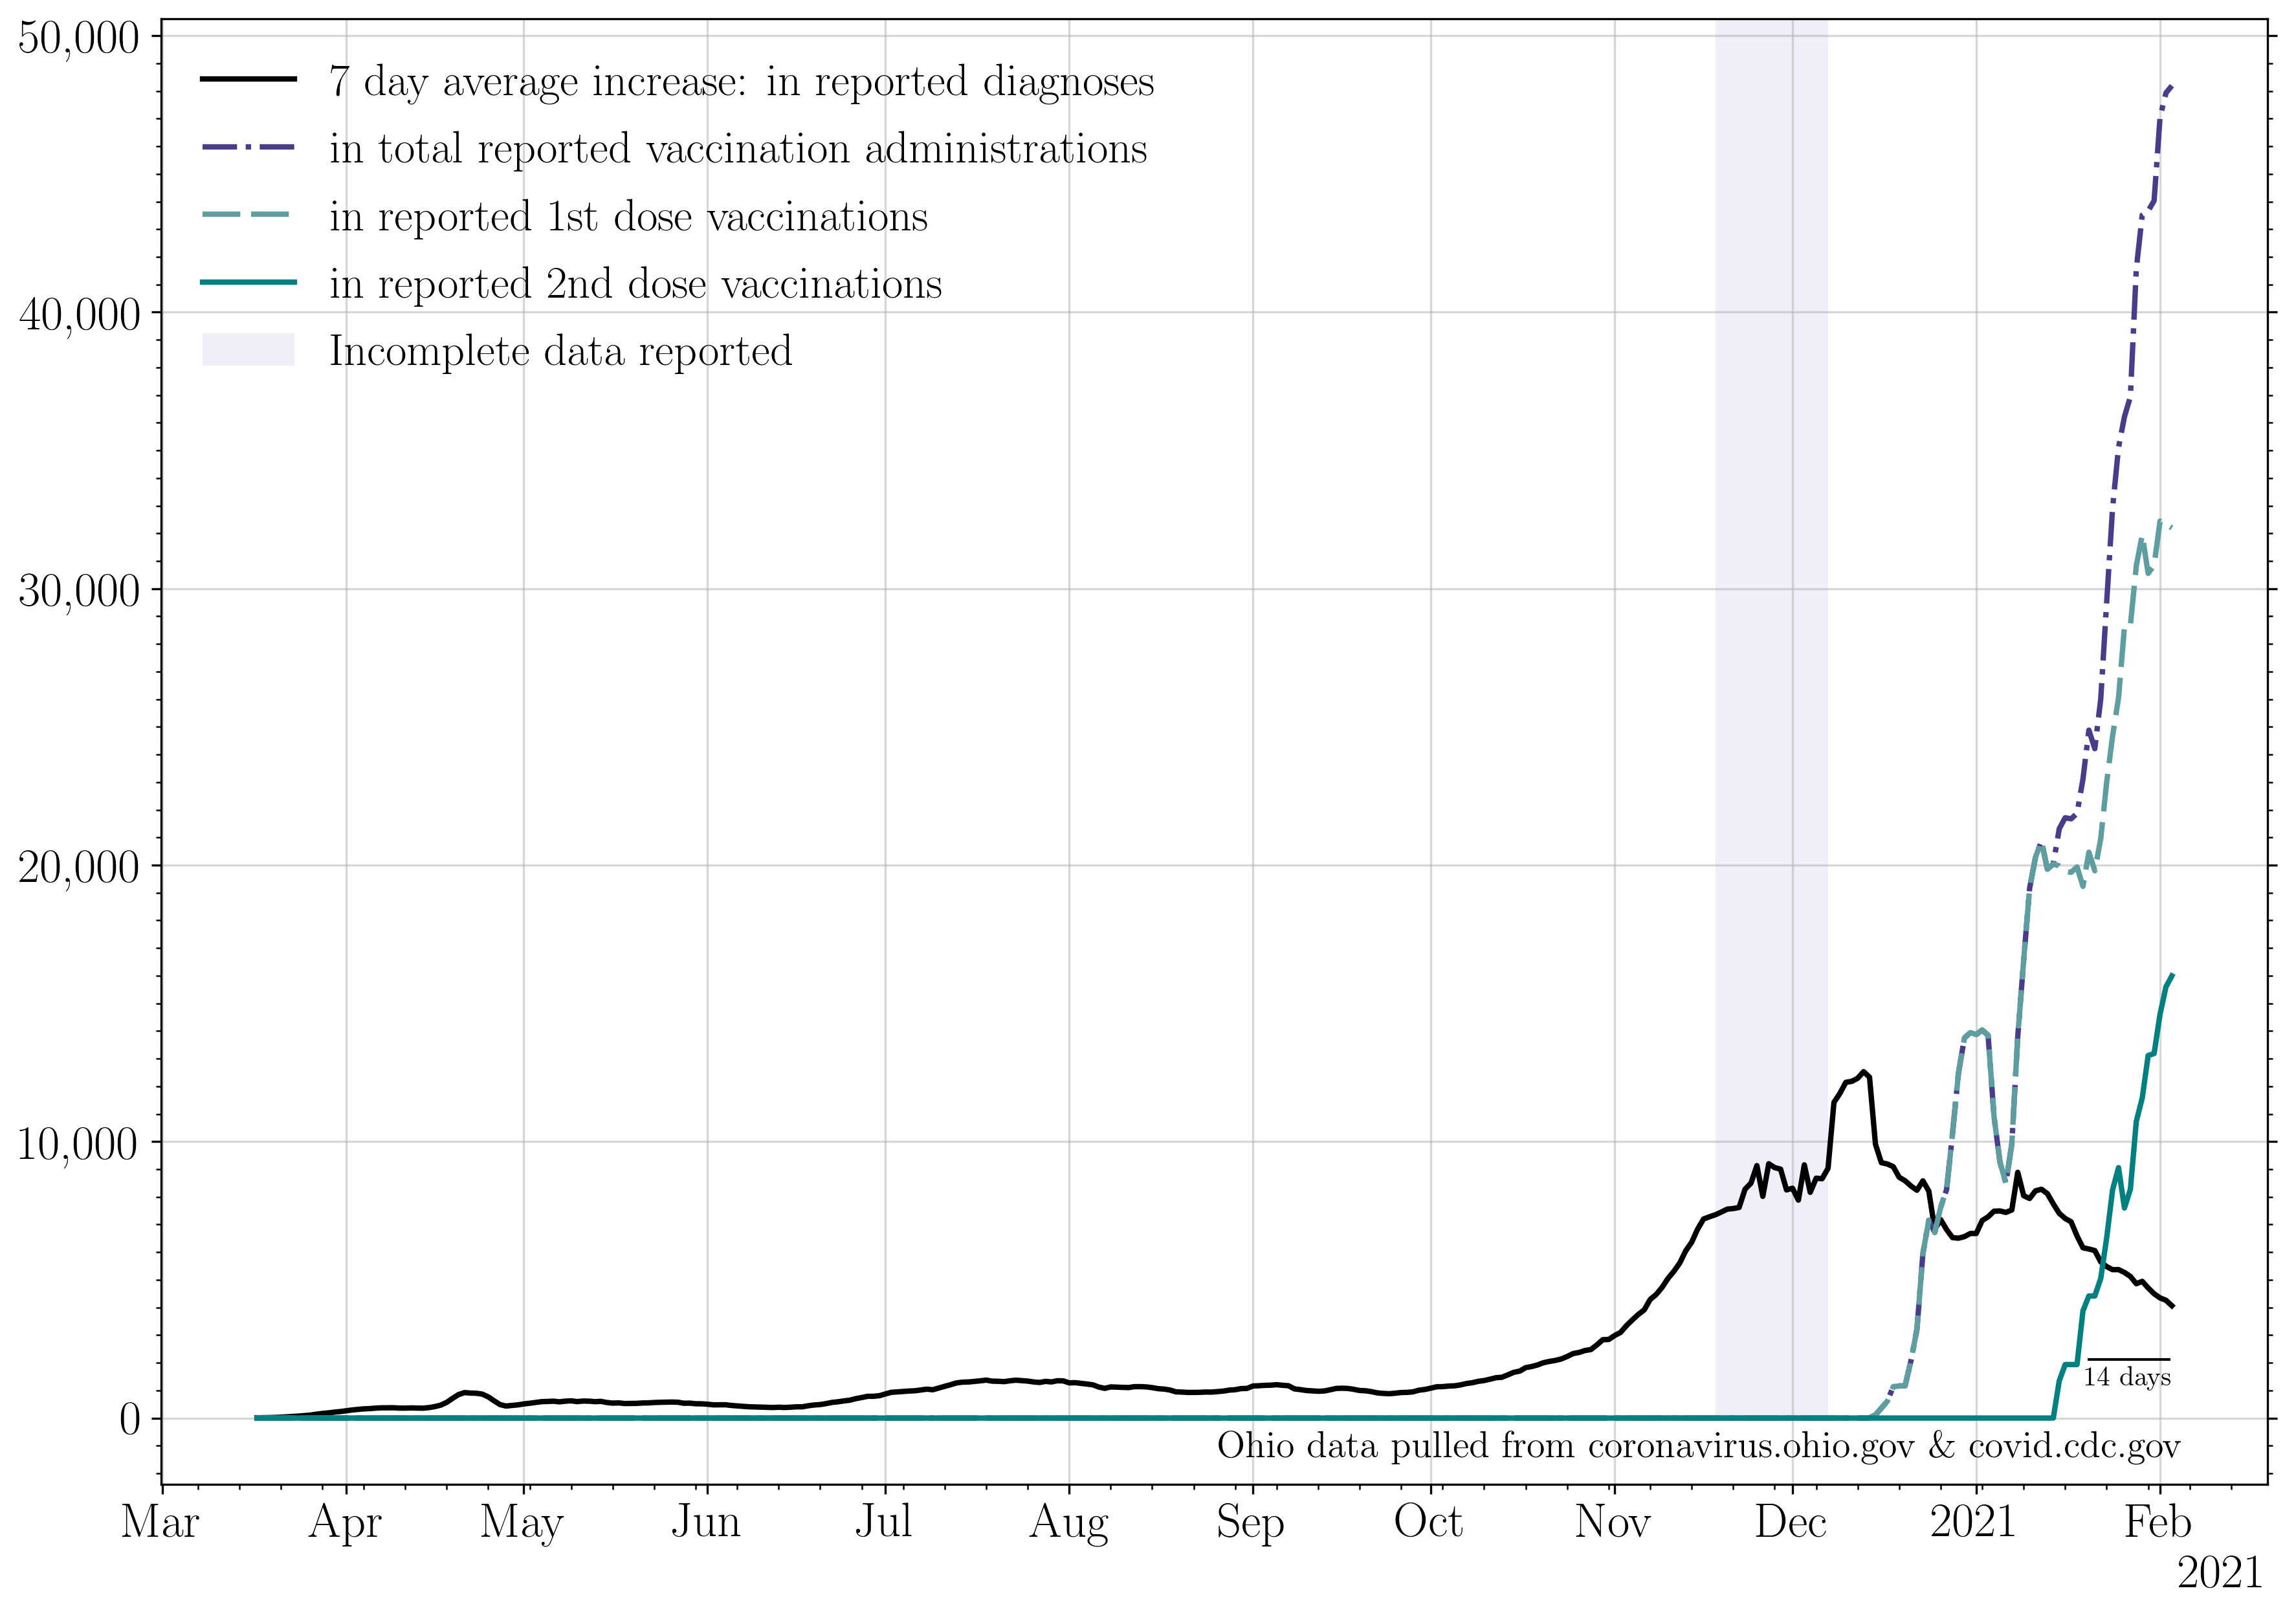 50,000
40,000
30,000
20,000
10,000
0
7 day average increase: in reported diagnoses
in total reported vaccination administrations
in reported 1st dose vaccinations
in reported 2nd dose vaccinations
Incomplete data reported
14 days
Ohio data pulled from coronavirus.ohio.gov & covid.cdc.gov
Mar Apr May Jun Jul Aug Sep Oct Nov Dec 2021 Feb
2021